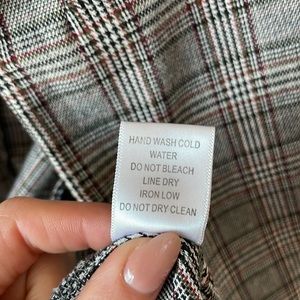 HAND WASH COLD
WATER
DO NOT BLEACH
LINE DRY
IRON LOW
DO NOT DRY CLEAN